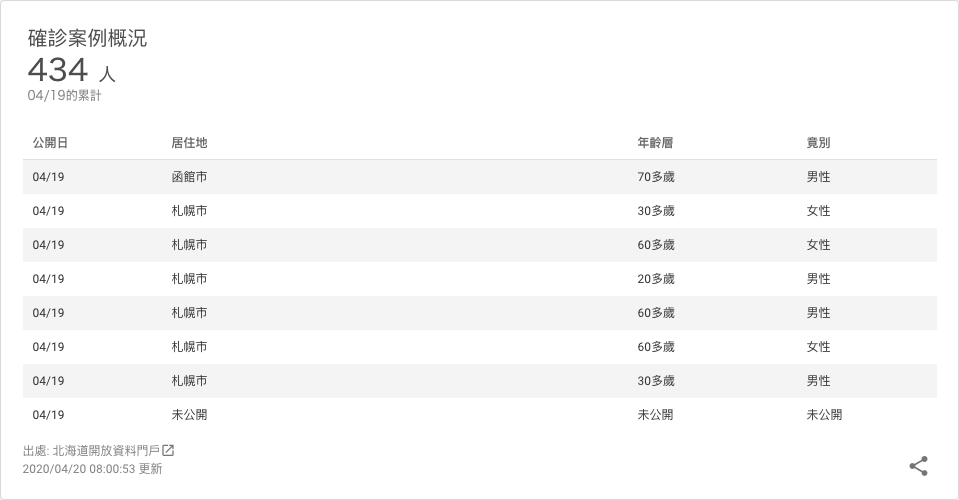 確診案例概況
434 人
04/19的累計
公開日 居住地 年齡層 竟別
04/19 函館市 70多歲 男性
04/19 札幌市 30多歲 女性
04/19 札幌市 60多歲 女性
04/19 札幌市 20多歲 男性
04/19 札幌市 60多歲 男性
04/19 札幌市 60多歲 女性
04/19 札幌市 30多歲 男性
04/19 未公開 未公開 未公開
出處: 北海道開放資料門戶
2020/04/20 08:00:53 更新